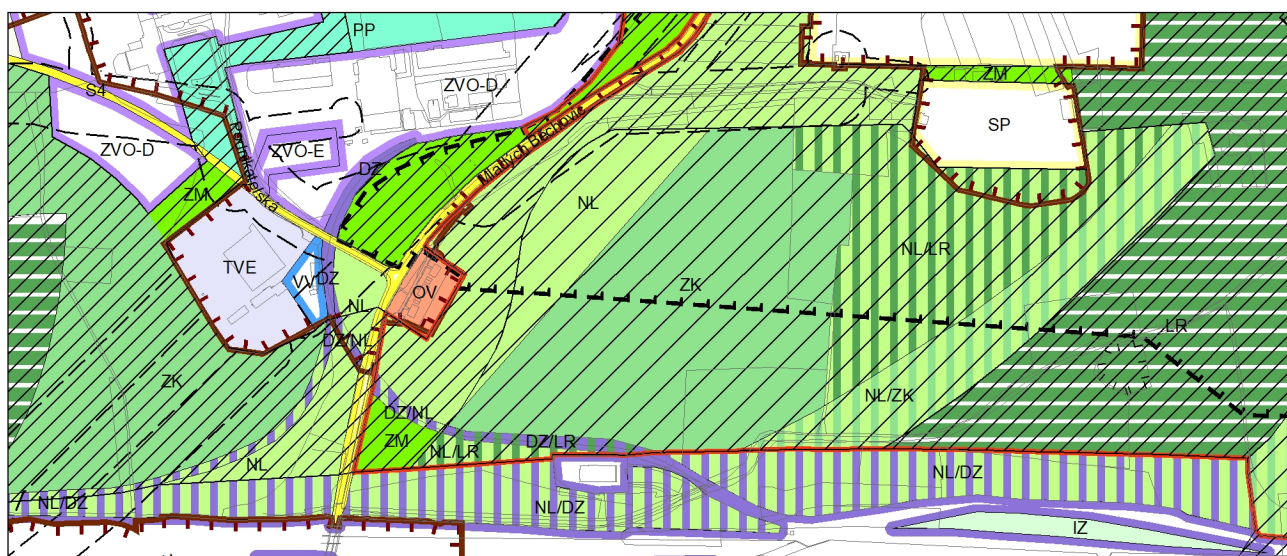 PP
ZVO-D
ZM
S4
SP
ZVO-D
Podnikatelská
ZVO-E
DZ
Mladých Běchovic
ZM
NL
NL/LR
TVE
VV
DZ
OV
ZK
NL
LR
DZ/NL
ZK
NL/ZK
DZ/NL
ZM
DZ/LR
NL/LR
NL
NL/DZ
NL/DZ
NL/DZ
IZ